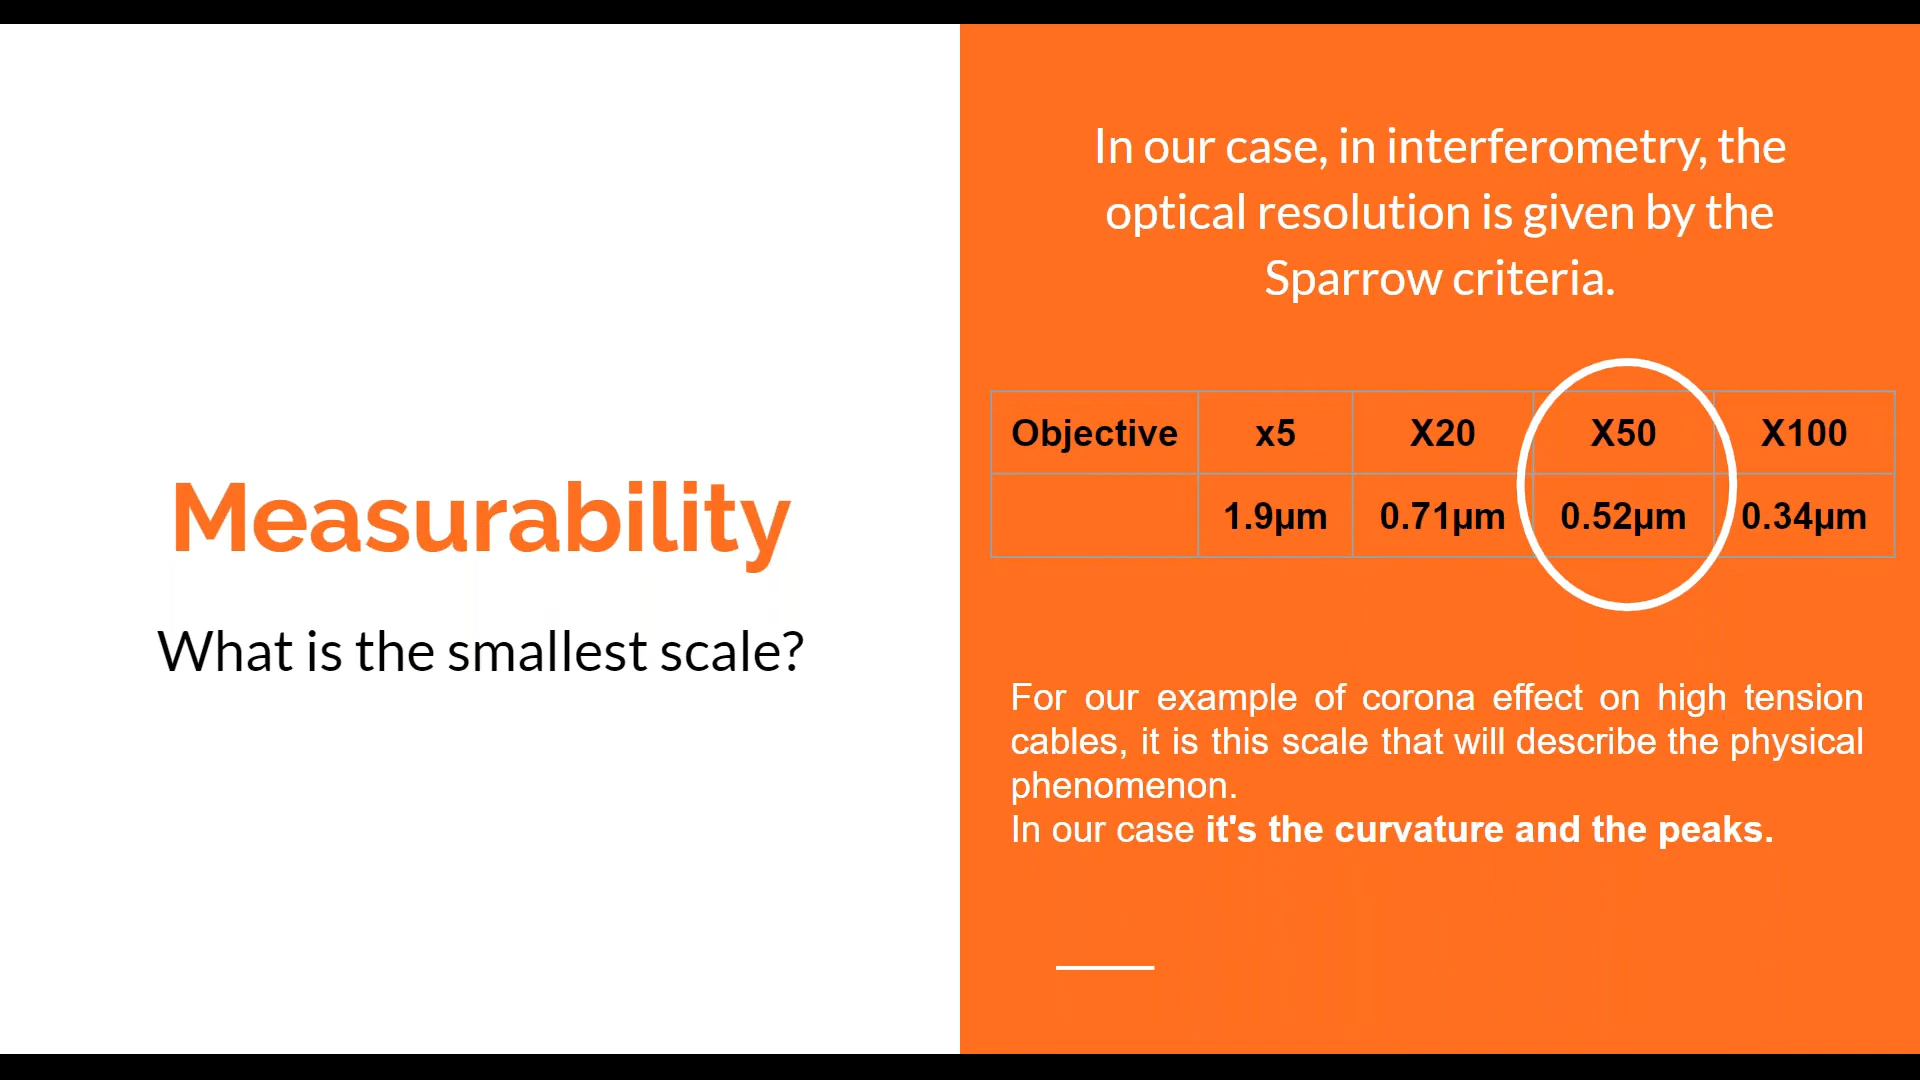 Measurability
What is the smallest scale?
In our case, in interferometry, the
optical resolution is given by the
Sparrow criteria.
Objective x5 X20 X50 X100
1.9µm 0.71µm 0.52µm 0.34µm
For our example of corona effect on high tension
cables, it is this scale that will describe the physical
phenomenon.
In our case it's the curvature and the peaks.